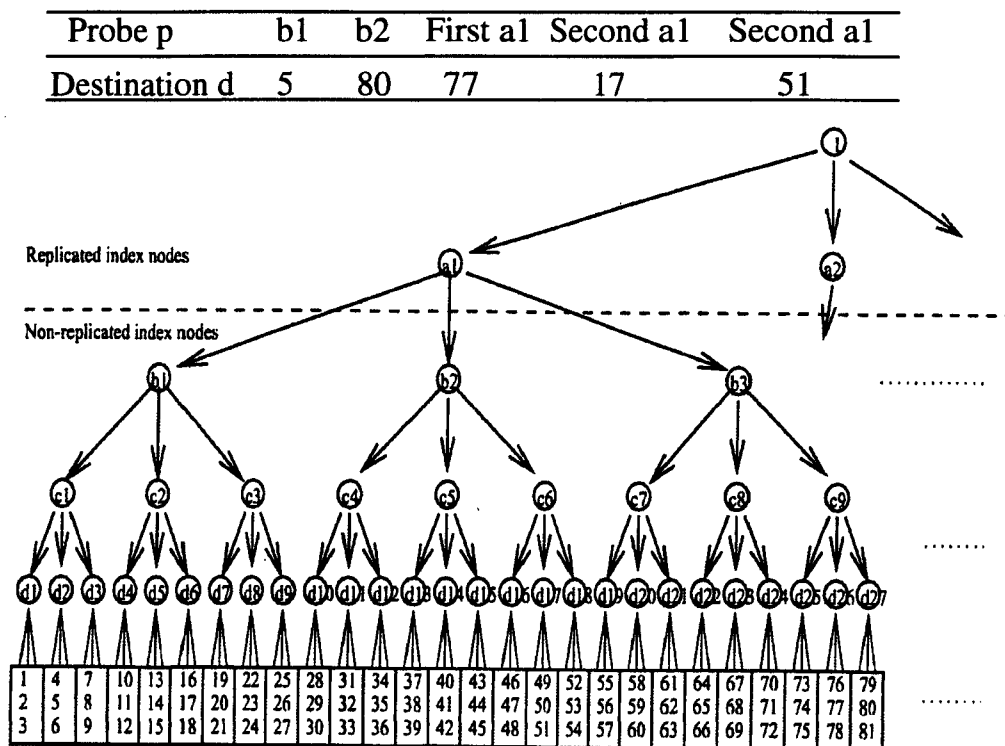 Probe p b1 b2 First a1 Second a1 Second a1
Destination d 5 80 77 17 51
1
Replicated index nodes
a1 a2
Non-replicated index nodes
b1 b2 b3
c1 c2 c3 c4 c5 c6 c7 c8 c9
d1 d2 d3 d4 d5 d6 d7 d8 d9 d10 d11 d12 d13 d14 d15 d16 d17 d18 d19 d20 d21 d22 d23 d24 d25 d26 d27
1 4 7 10 13 16 19 22 25 28 31 34 37 40 43 46 49 52 55 58 61 64 67 70 73 76 79
2 5 8 11 14 17 20 23 26 29 32 35 38 41 44 47 50 53 56 59 62 65 68 71 74 77 80
3 6 9 12 15 18 21 24 27 30 33 36 39 42 45 48 51 54 57 60 63 66 69 72 75 78 81